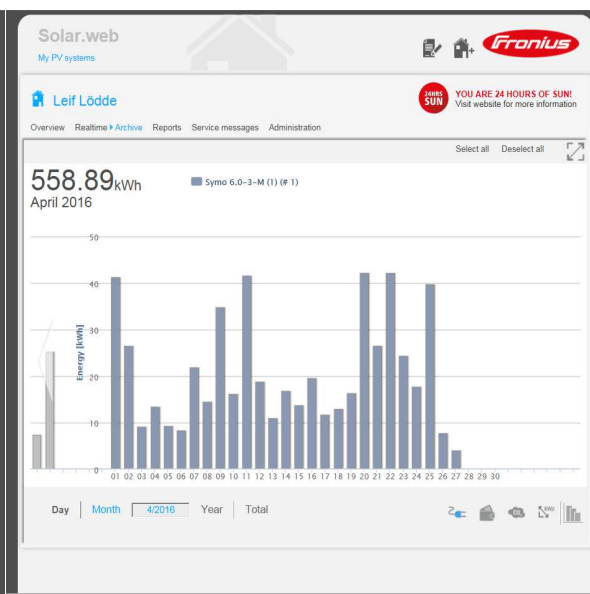 Solar.web
My PV systems
Fronius
Leif Lödde
24HRS
SUN
YOU ARE 24 HOURS OF SUN!
Visit website for more information
Overview Realtime Archive Reports Service messages Administration
Select all Deselect all
558.89kWh
April 2016
Symo 6.0-3-M (1) (# 1)
50
40
30
20
10
0
Energy [kWh]
01 02 03 04 05 06 07 08 09 10 11 12 13 14 15 16 17 18 19 20 21 22 23 24 25 26 27 28 29 30
Day Month 4/2016 Year Total
kWp